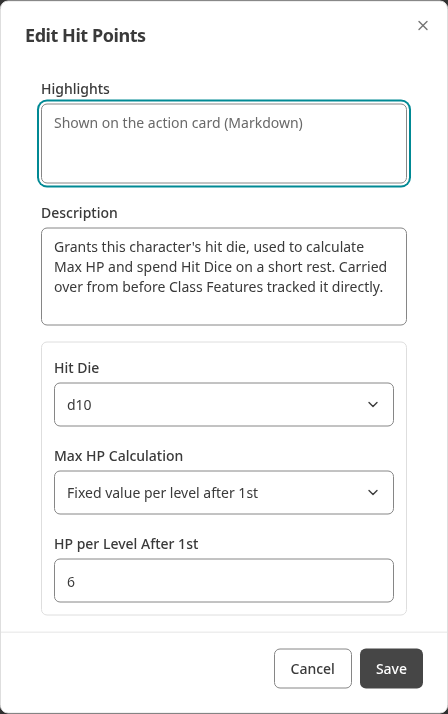 Edit Hit Points
Highlights
Shown on the action card (Markdown)
Description
Grants this character's hit die, used to calculate
Max HP and spend Hit Dice on a short rest. Carried
over from before Class Features tracked it directly.
Hit Die
d10
Max HP Calculation
Fixed value per level after 1st
HP per Level After 1st
6
Cancel
Save